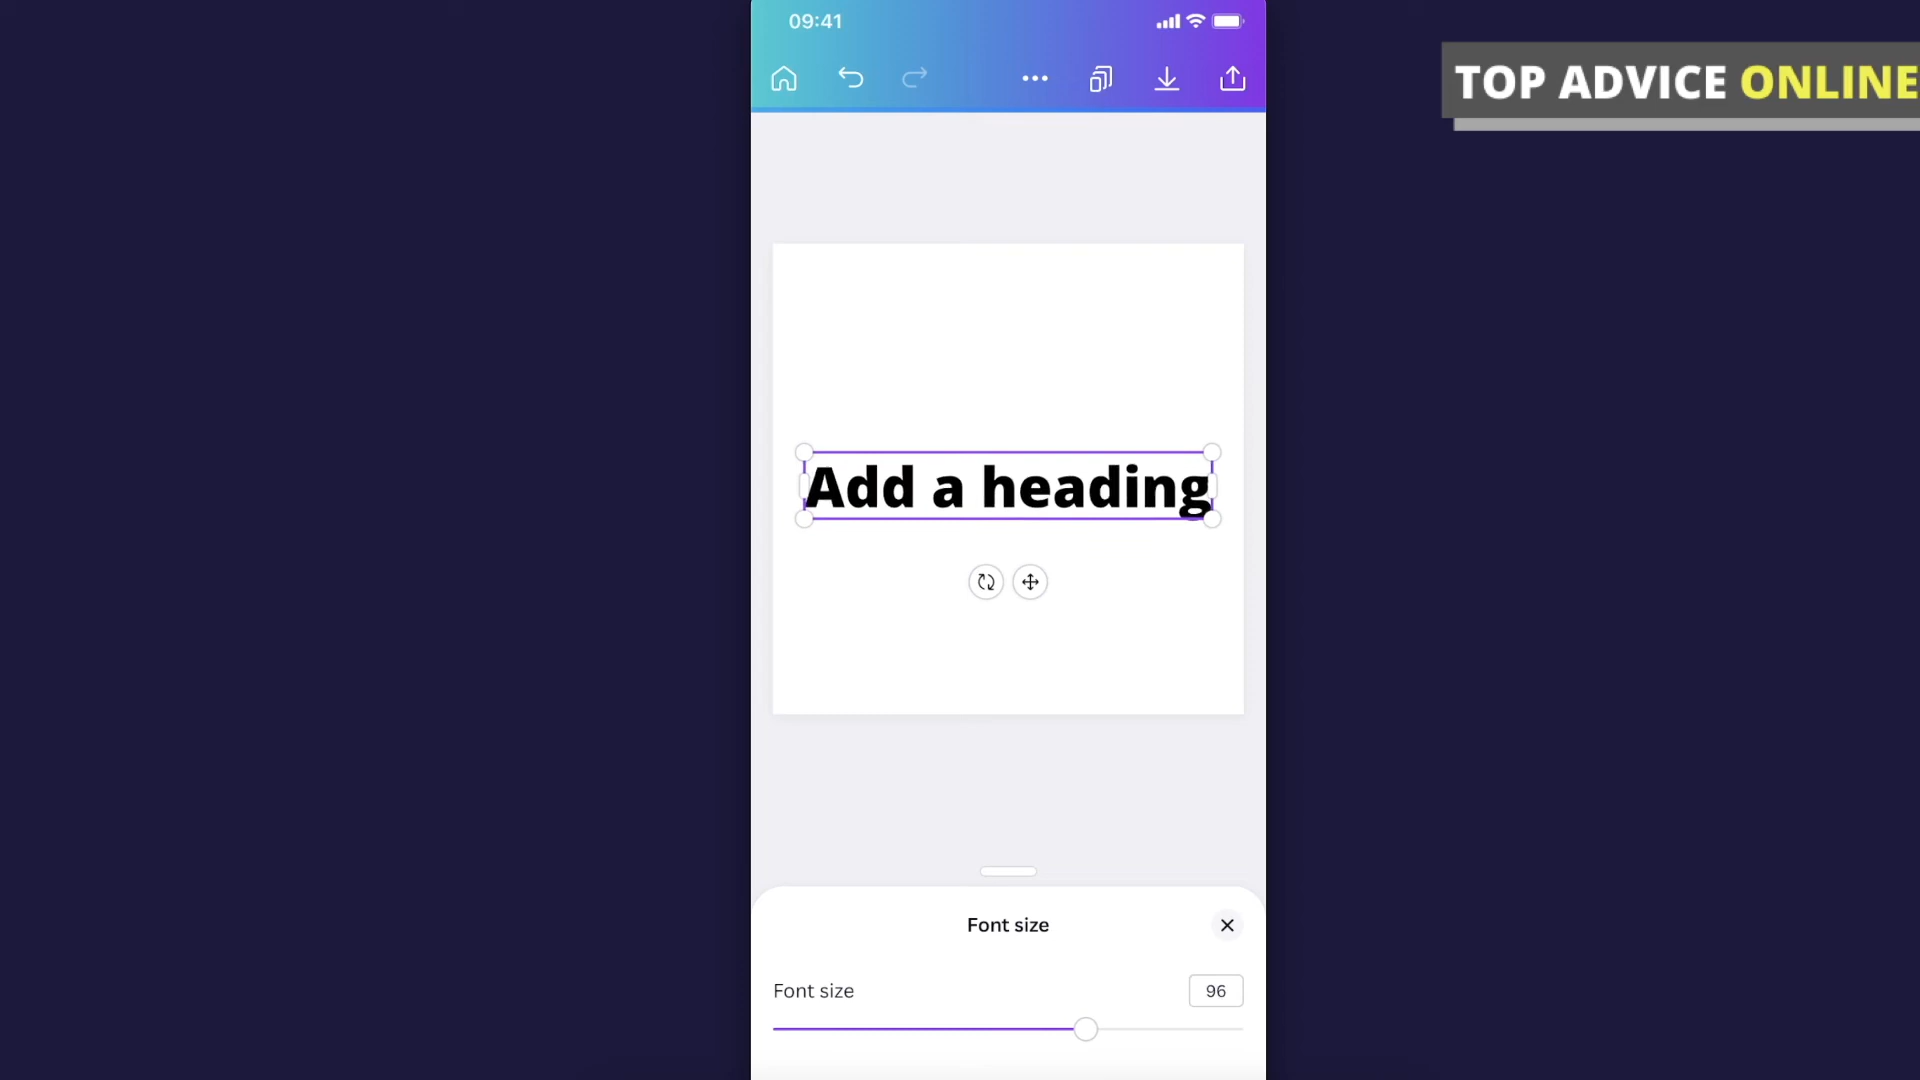 09:41
TOP ADVICE ONLINE
Add a heading
Font size
Font size
96